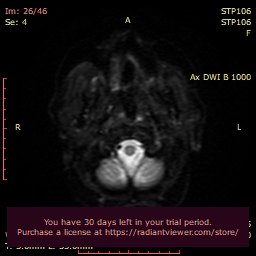 Im: 26/46
Se: 4
STP106
STP106
F
A
Ax DWI B 1000
R
L
You have 30 days left in your trial period.
Purchase a license at https://radiantviewer.com/store/